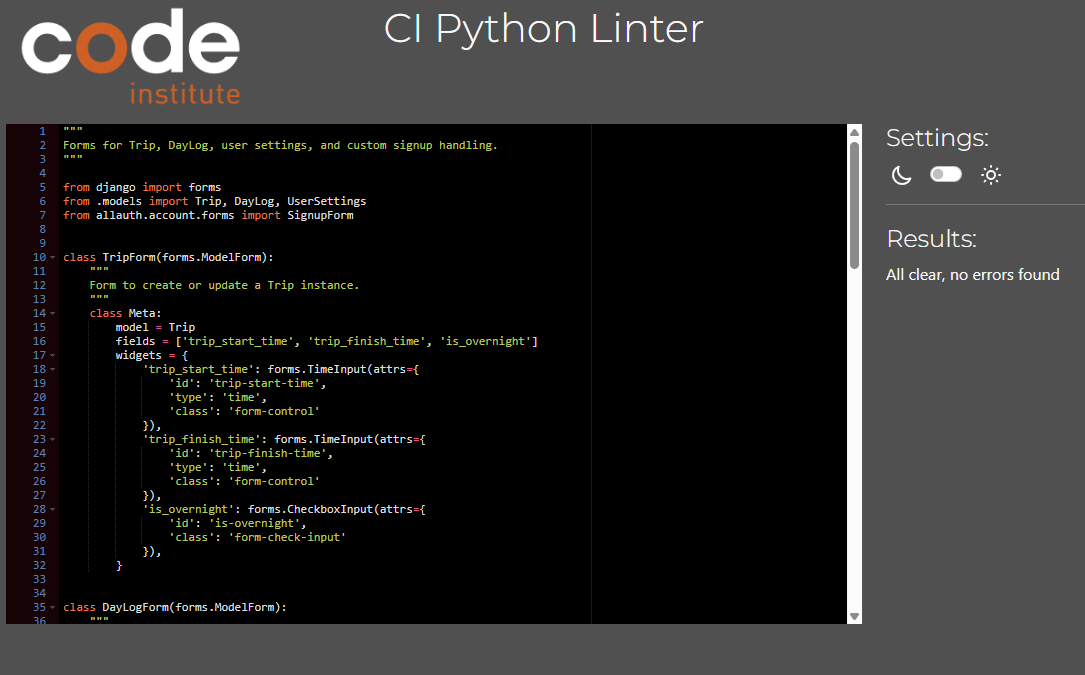 code
institute
CI Python Linter
1 """
2 Forms for Trip, DayLog, user settings, and custom signup handling.
3 """
4
5 from django import forms
6 from .models import Trip, DayLog, UserSettings
7 from allauth.account.forms import SignupForm
8
9
10 class TripForm(forms.ModelForm):
11     """
12     Form to create or update a Trip instance.
13     """
14     class Meta:
15         model = Trip
16         fields = ['trip_start_time', 'trip_finish_time', 'is_overnight']
17         widgets = {
18             'trip_start_time': forms.TimeInput(attrs={
19                 'id': 'trip-start-time',
20                 'type': 'time',
21                 'class': 'form-control'
22             }),
23             'trip_finish_time': forms.TimeInput(attrs={
24                 'id': 'trip-finish-time',
25                 'type': 'time',
26                 'class': 'form-control'
27             }),
28             'is_overnight': forms.CheckboxInput(attrs={
29                 'id': 'is-overnight',
30                 'class': 'form-check-input'
31             }),
32         }
33
34
35 class DayLogForm(forms.ModelForm):
36     """
Settings:
Results:
All clear, no errors found